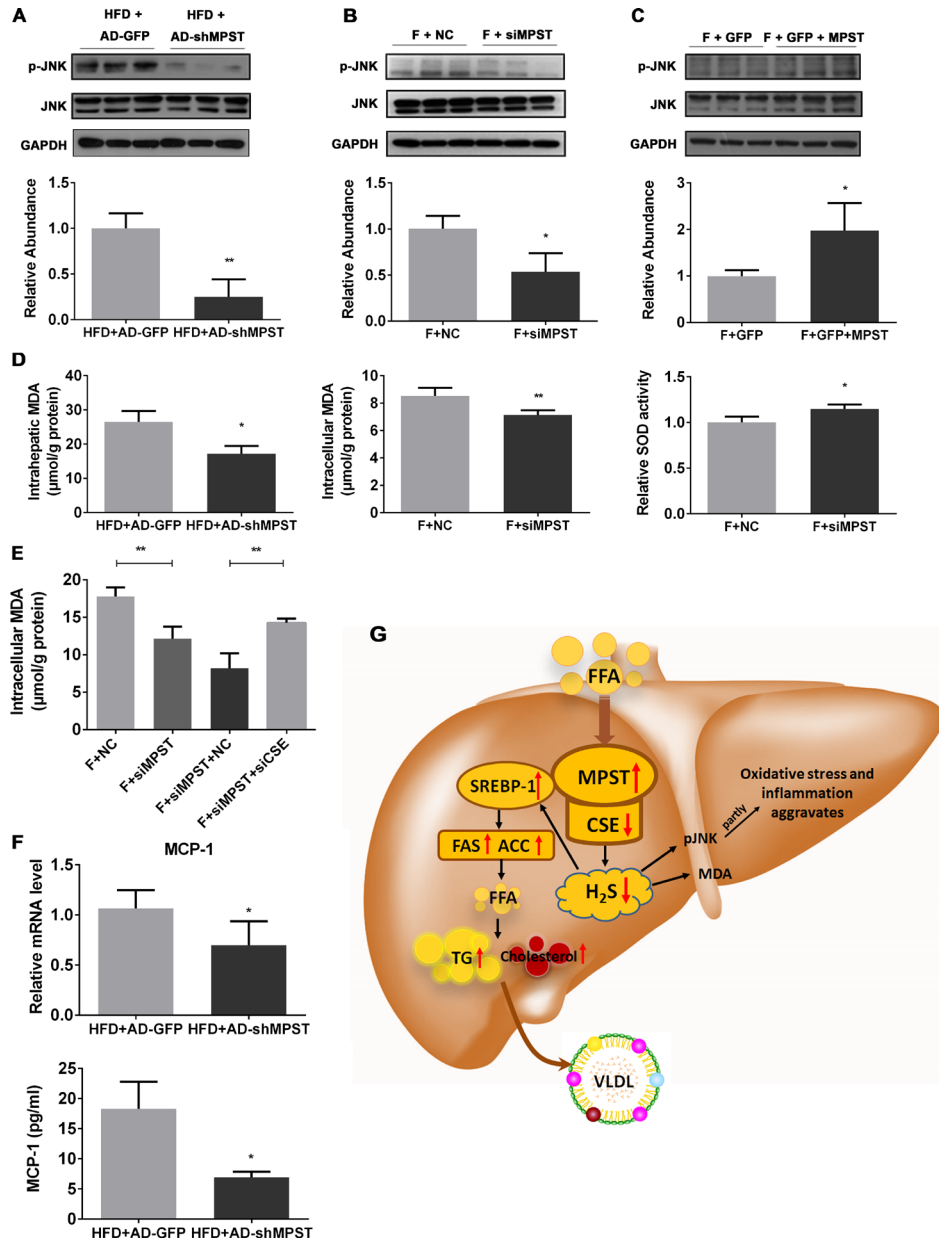 A
HFD +
AD-GFP
HFD +
AD-shMPST
p-JNK
JNK
GAPDH
Relative Abundance
1.5
1.0
0.5
0.0
**
HFD+AD-GFP
HFD+AD-shMPST
B
F + NC
F + siMPST
p-JNK
JNK
GAPDH
Relative Abundance
1.5
1.0
0.5
0.0
*
F+NC
F+siMPST
C
F + GFP
F + GFP + MPST
p-JNK
JNK
GAPDH
Relative Abundance
3
2
1
0
*
F+GFP
F+GFP+MPST
D
Intrahepatic MDA
(μmol/g protein)
40
30
20
10
0
*
HFD+AD-GFP
HFD+AD-shMPST
Intracellular MDA
(μmol/g protein)
10
8
6
4
2
0
**
F+NC
F+siMPST
Relative SOD activity
1.5
1.0
0.5
0.0
*
F+NC
F+siMPST
E
Intracellular MDA
(μmol/g protein)
20
15
10
5
0
**
**
F+NC
F+siMPST
F+siMPST+NC
F+siMPST+siCSE
F
MCP-1
Relative mRNA level
1.5
1.0
0.5
0.0
*
HFD+AD-GFP
HFD+AD-shMPST
MCP-1 (pg/ml)
25
20
15
10
5
0
*
HFD+AD-GFP
HFD+AD-shMPST
G
FFA
MPST
CSE
SREBP-1
FAS ACC
FFA
H2S
pJNK
MDA
partly
Oxidative stress and
inflammation
aggravates
TG
Cholesterol
VLDL